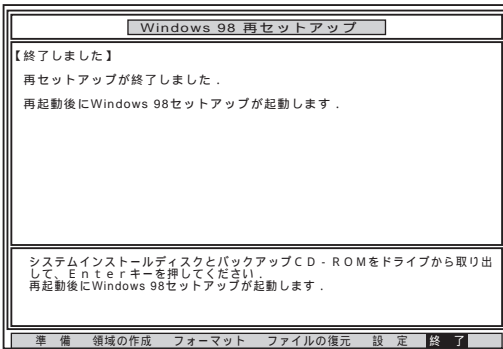 Windows 98 再セットアップ
【終了しました】
再セットアップが終了しました．
再起動後にWindows 98セットアップが起動します．
システムインストールディスクとバックアップＣＤ－ＲＯＭをドライブから取り出
して、Ｅｎｔｅｒキーを押してください．
再起動後にWindows 98セットアップが起動します．
準　備　領域の作成　フォーマット　ファイルの復元　設　定　終　了